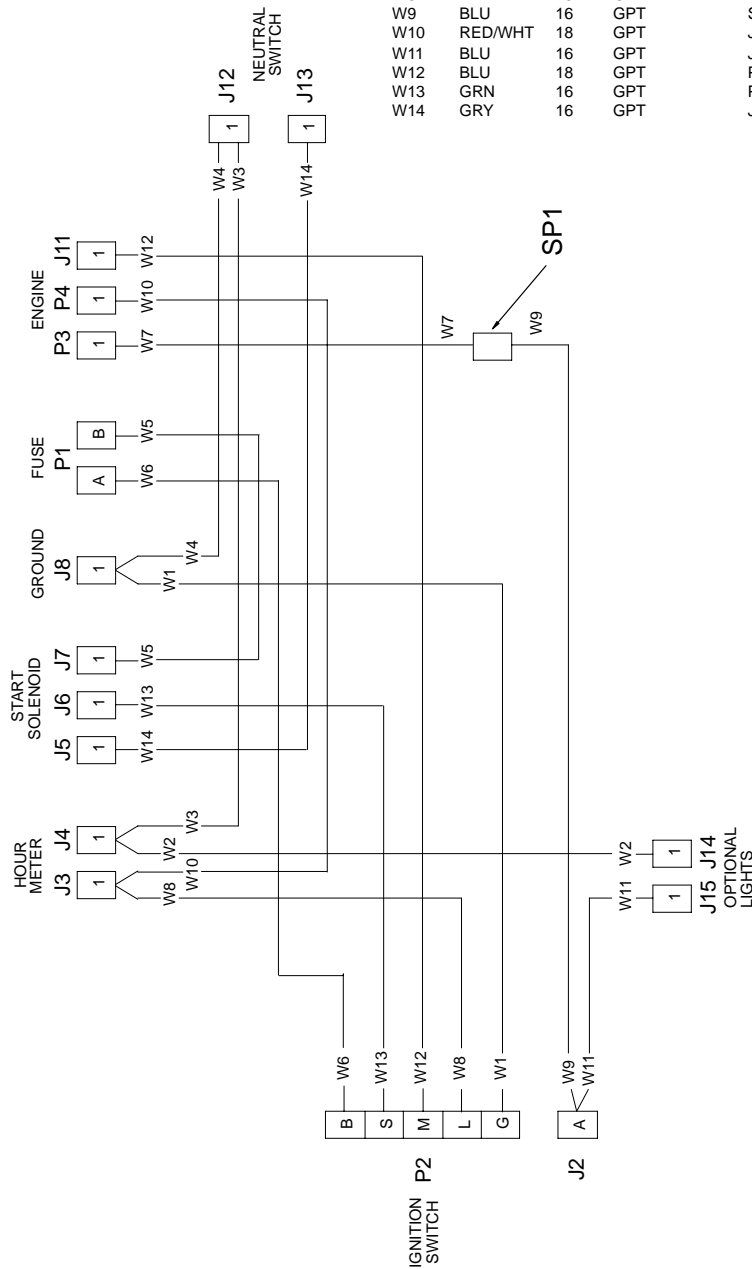 W9 BLU 16 GPT
W10 RED/WHT 18 GPT
W11 BLU 16 GPT
W12 BLU 18 GPT
W13 GRN 16 GPT
W14 GRY 16 GPT
NEUTRAL
SWITCH
J12
J13
1
1
W4
W3
W14
ENGINE
J11
P4
P3
1
1
1
W12
W10
W7
FUSE
P1
B
A
W5
W6
GROUND
J8
1
W4
W1
START
SOLENOID
J7
J6
J5
1
1
1
W5
W13
W14
HOUR
METER
J4
J3
1
1
W3
W2
W10
W8
SP1
W7
W9
W2
W11
1
1
J14
J15
OPTIONAL
LIGHTS
W6
W13
W12
W8
W1
B
S
M
L
G
P2
IGNITION
SWITCH
W9
W11
A
J2